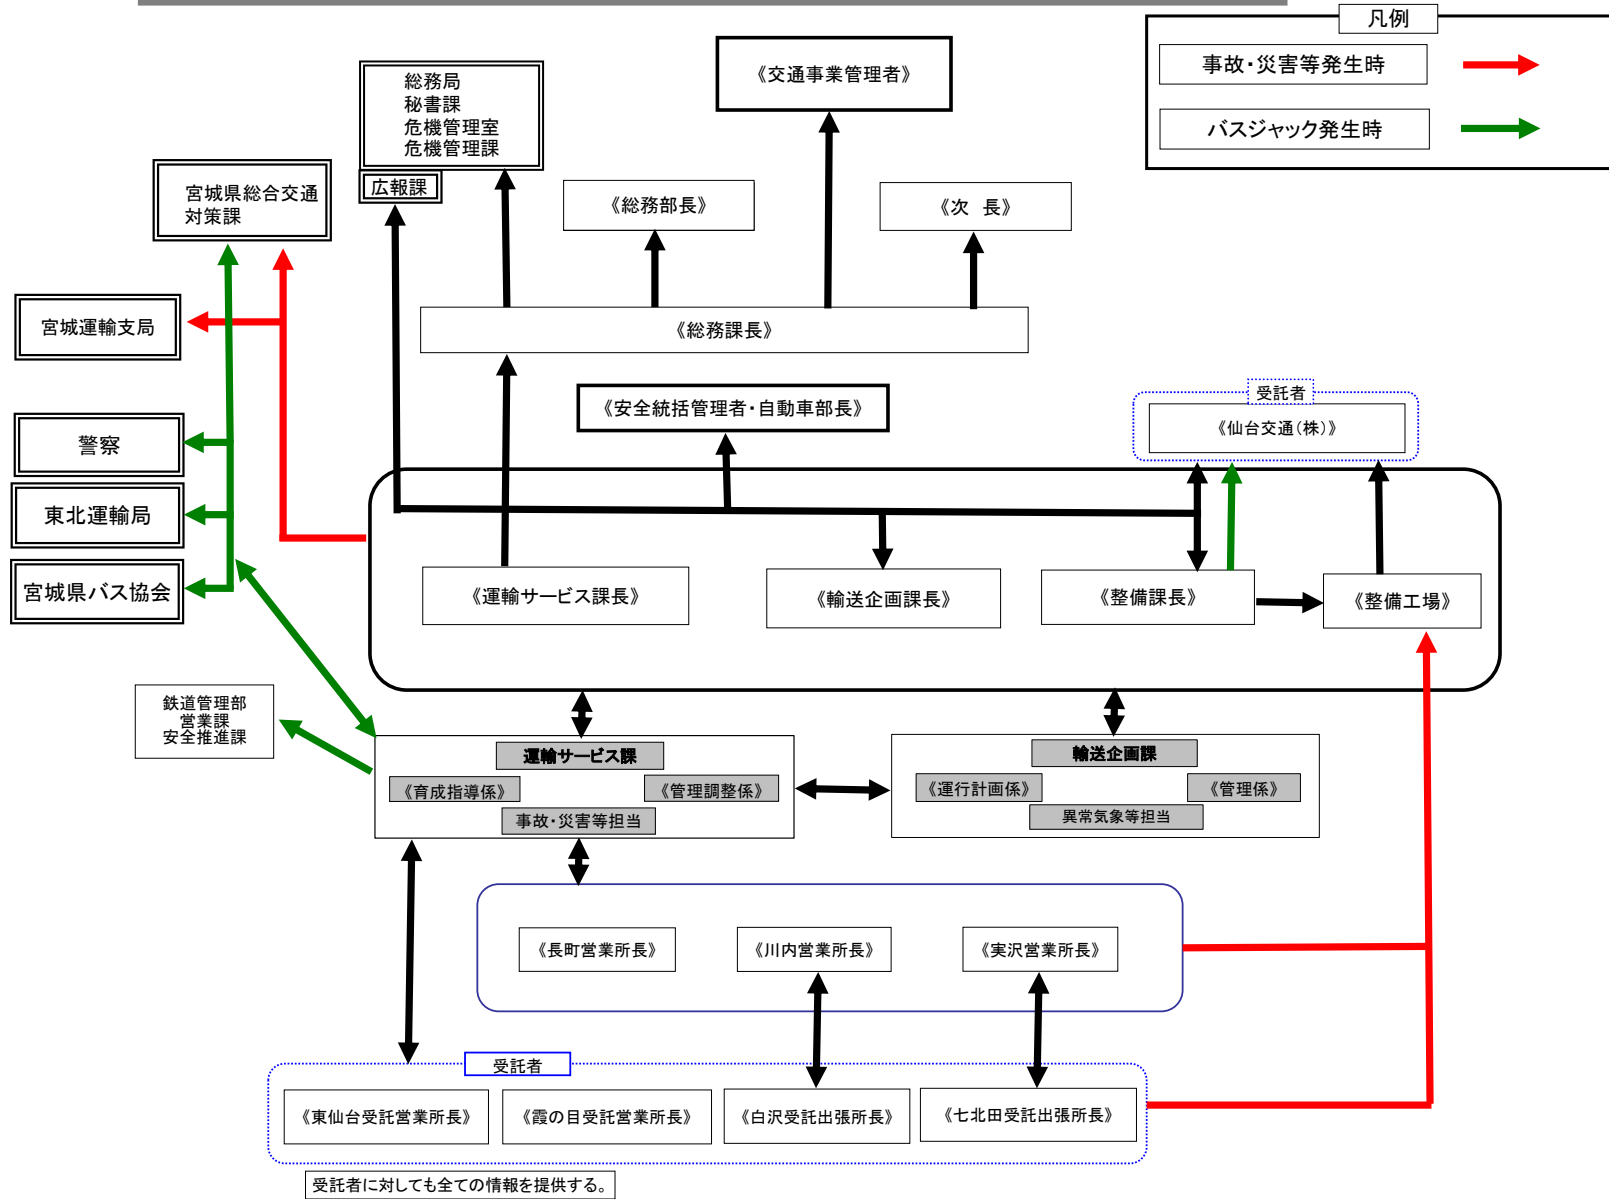 凡例
事故・災害等発生時
バスジャック発生時
《交通事業管理者》
総務局
秘書課
危機管理室
危機管理課
広報課
宮城県総合交通
対策課
《総務部長》
《次　長》
宮城運輸支局
《総務課長》
《安全統括管理者・自動車部長》
受託者
《仙台交通（株）》
警察
東北運輸局
宮城県バス協会
《運輸サービス課長》
《輸送企画課長》
《整備課長》
《整備工場》
鉄道管理部
営業課
安全推進課
運輸サービス課
《育成指導係》
《管理調整係》
事故・災害等担当
輸送企画課
《運行計画係》
《管理係》
異常気象等担当
《長町営業所長》
《川内営業所長》
《実沢営業所長》
受託者
《東仙台受託営業所長》
《霞の目受託営業所長》
《白沢受託出張所長》
《七北田受託出張所長》
受託者に対しても全ての情報を提供する。